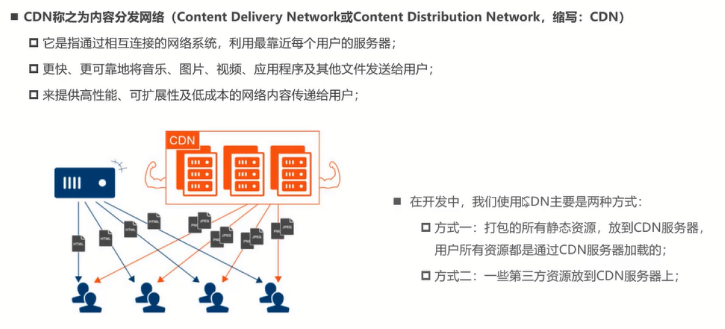 CDN称之为内容分发网络（Content Delivery Network或Content Distribution Network，缩写：CDN）
它是指通过相互连接的网络系统，利用最靠近每个用户的服务器；
更快、更可靠地将音乐、图片、视频、应用程序及其他文件发送给用户；
来提供高性能、可扩展性及低成本的网络内容传递给用户；
CDN
HTML
HTML
HTML
HTML
JPEG
JPEG
JPEG
JPEG
在开发中，我们使用CDN主要是两种方式：
方式一：打包的所有静态资源，放到CDN服务器，
用户所有资源都是通过CDN服务器加载的；
方式二：一些第三方资源放到CDN服务器上；